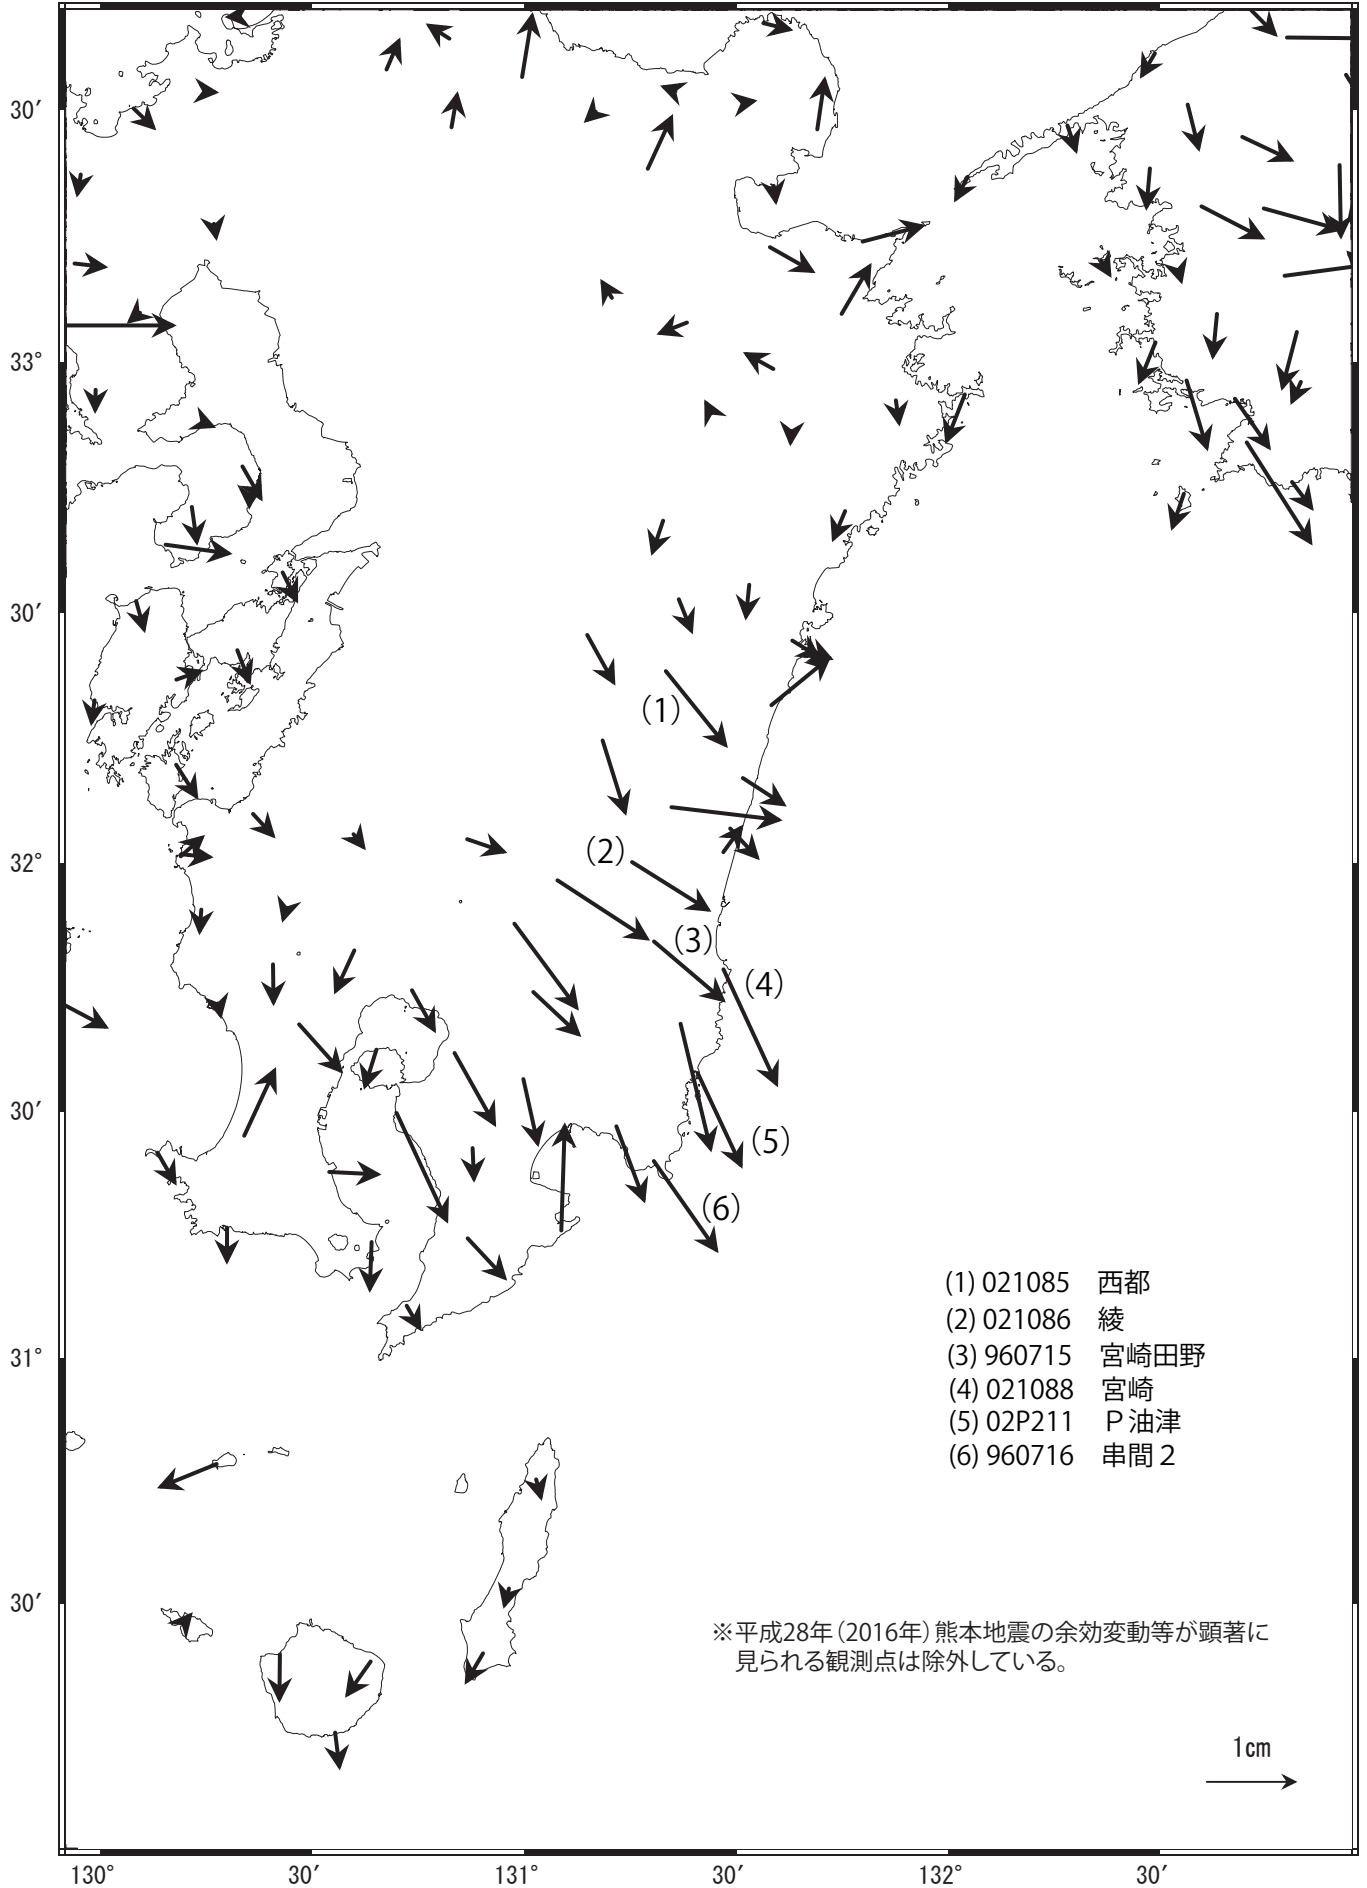 30′
33°
30′
(1)
(2)
32°
(3)
(4)
30′
(5)
(6)
(1) 021085 西都
(2) 021086 綾
31°
(3) 960715 宮崎田野
(4) 021088 宮崎
(5) 02P211 Ｐ油津
(6) 960716 串間２
30′
※平成28年（2016年）熊本地震の余効変動等が顕著に
見られる観測点は除外している。
1cm
130° 30′ 131° 30′ 132° 30′